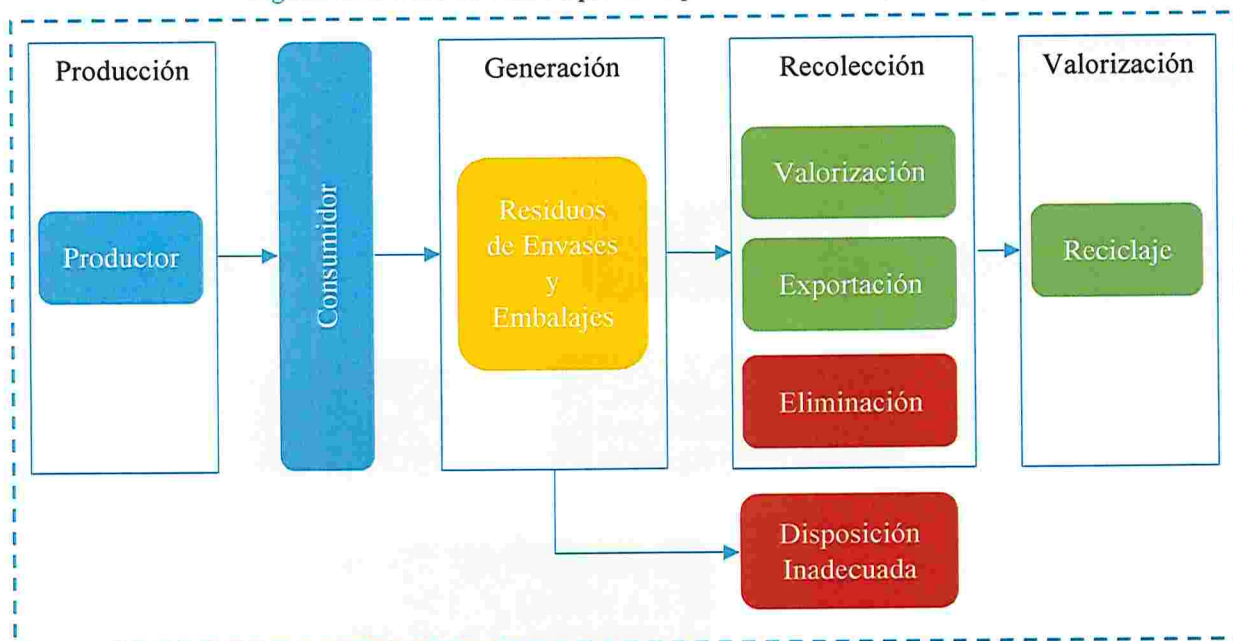 Producción
Productor
Consumidor
Generación
Residuos
de Envases
y
Embalajes
Recolección
Valorización
Exportación
Eliminación
Disposición
Inadecuada
Valorización
Reciclaje